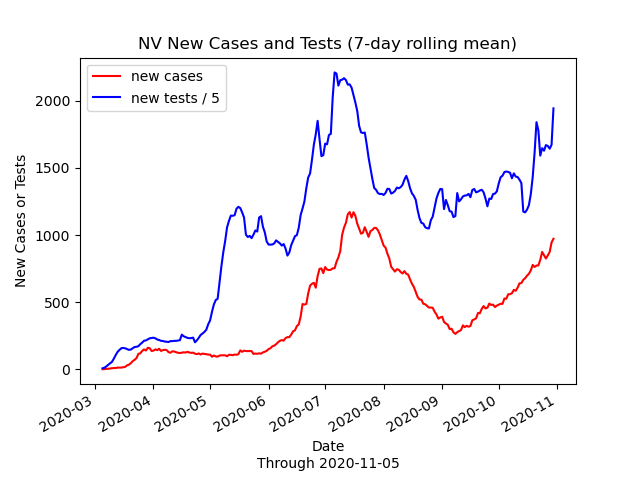 NV New Cases and Tests (7-day rolling mean)
new cases
new tests / 5
New Cases or Tests
2000
1500
1000
500
0
2020-03
2020-04
2020-05
2020-06
2020-07
2020-08
2020-09
2020-10
2020-11
Date
Through 2020-11-05